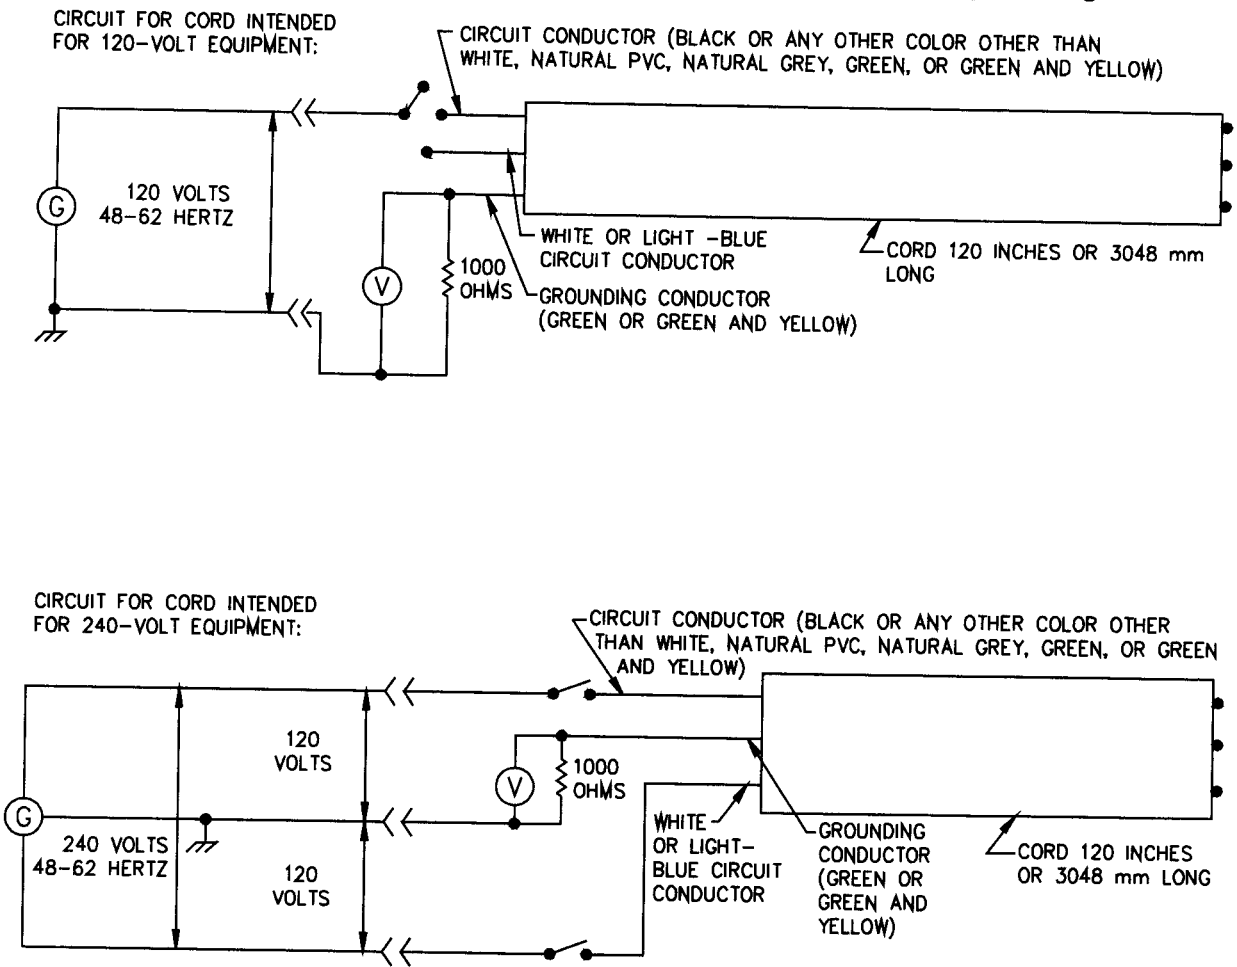 CIRCUIT FOR CORD INTENDED
FOR 120-VOLT EQUIPMENT:
CIRCUIT CONDUCTOR (BLACK OR ANY OTHER COLOR OTHER THAN
WHITE, NATURAL PVC, NATURAL GREY, GREEN, OR GREEN AND YELLOW)
G
120 VOLTS
48-62 HERTZ
V
1000
OHMS
WHITE OR LIGHT -BLUE
CIRCUIT CONDUCTOR
GROUNDING CONDUCTOR
(GREEN OR GREEN AND YELLOW)
CORD 120 INCHES OR 3048 mm
LONG
CIRCUIT FOR CORD INTENDED
FOR 240-VOLT EQUIPMENT:
CIRCUIT CONDUCTOR (BLACK OR ANY OTHER COLOR OTHER
THAN WHITE, NATURAL PVC, NATURAL GREY, GREEN, OR GREEN
AND YELLOW)
120
VOLTS
V
1000
OHMS
G
240 VOLTS
48-62 HERTZ
120
VOLTS
WHITE
OR LIGHT-
BLUE CIRCUIT
CONDUCTOR
GROUNDING
CONDUCTOR
(GREEN OR
GREEN AND
YELLOW)
CORD 120 INCHES
OR 3048 mm LONG